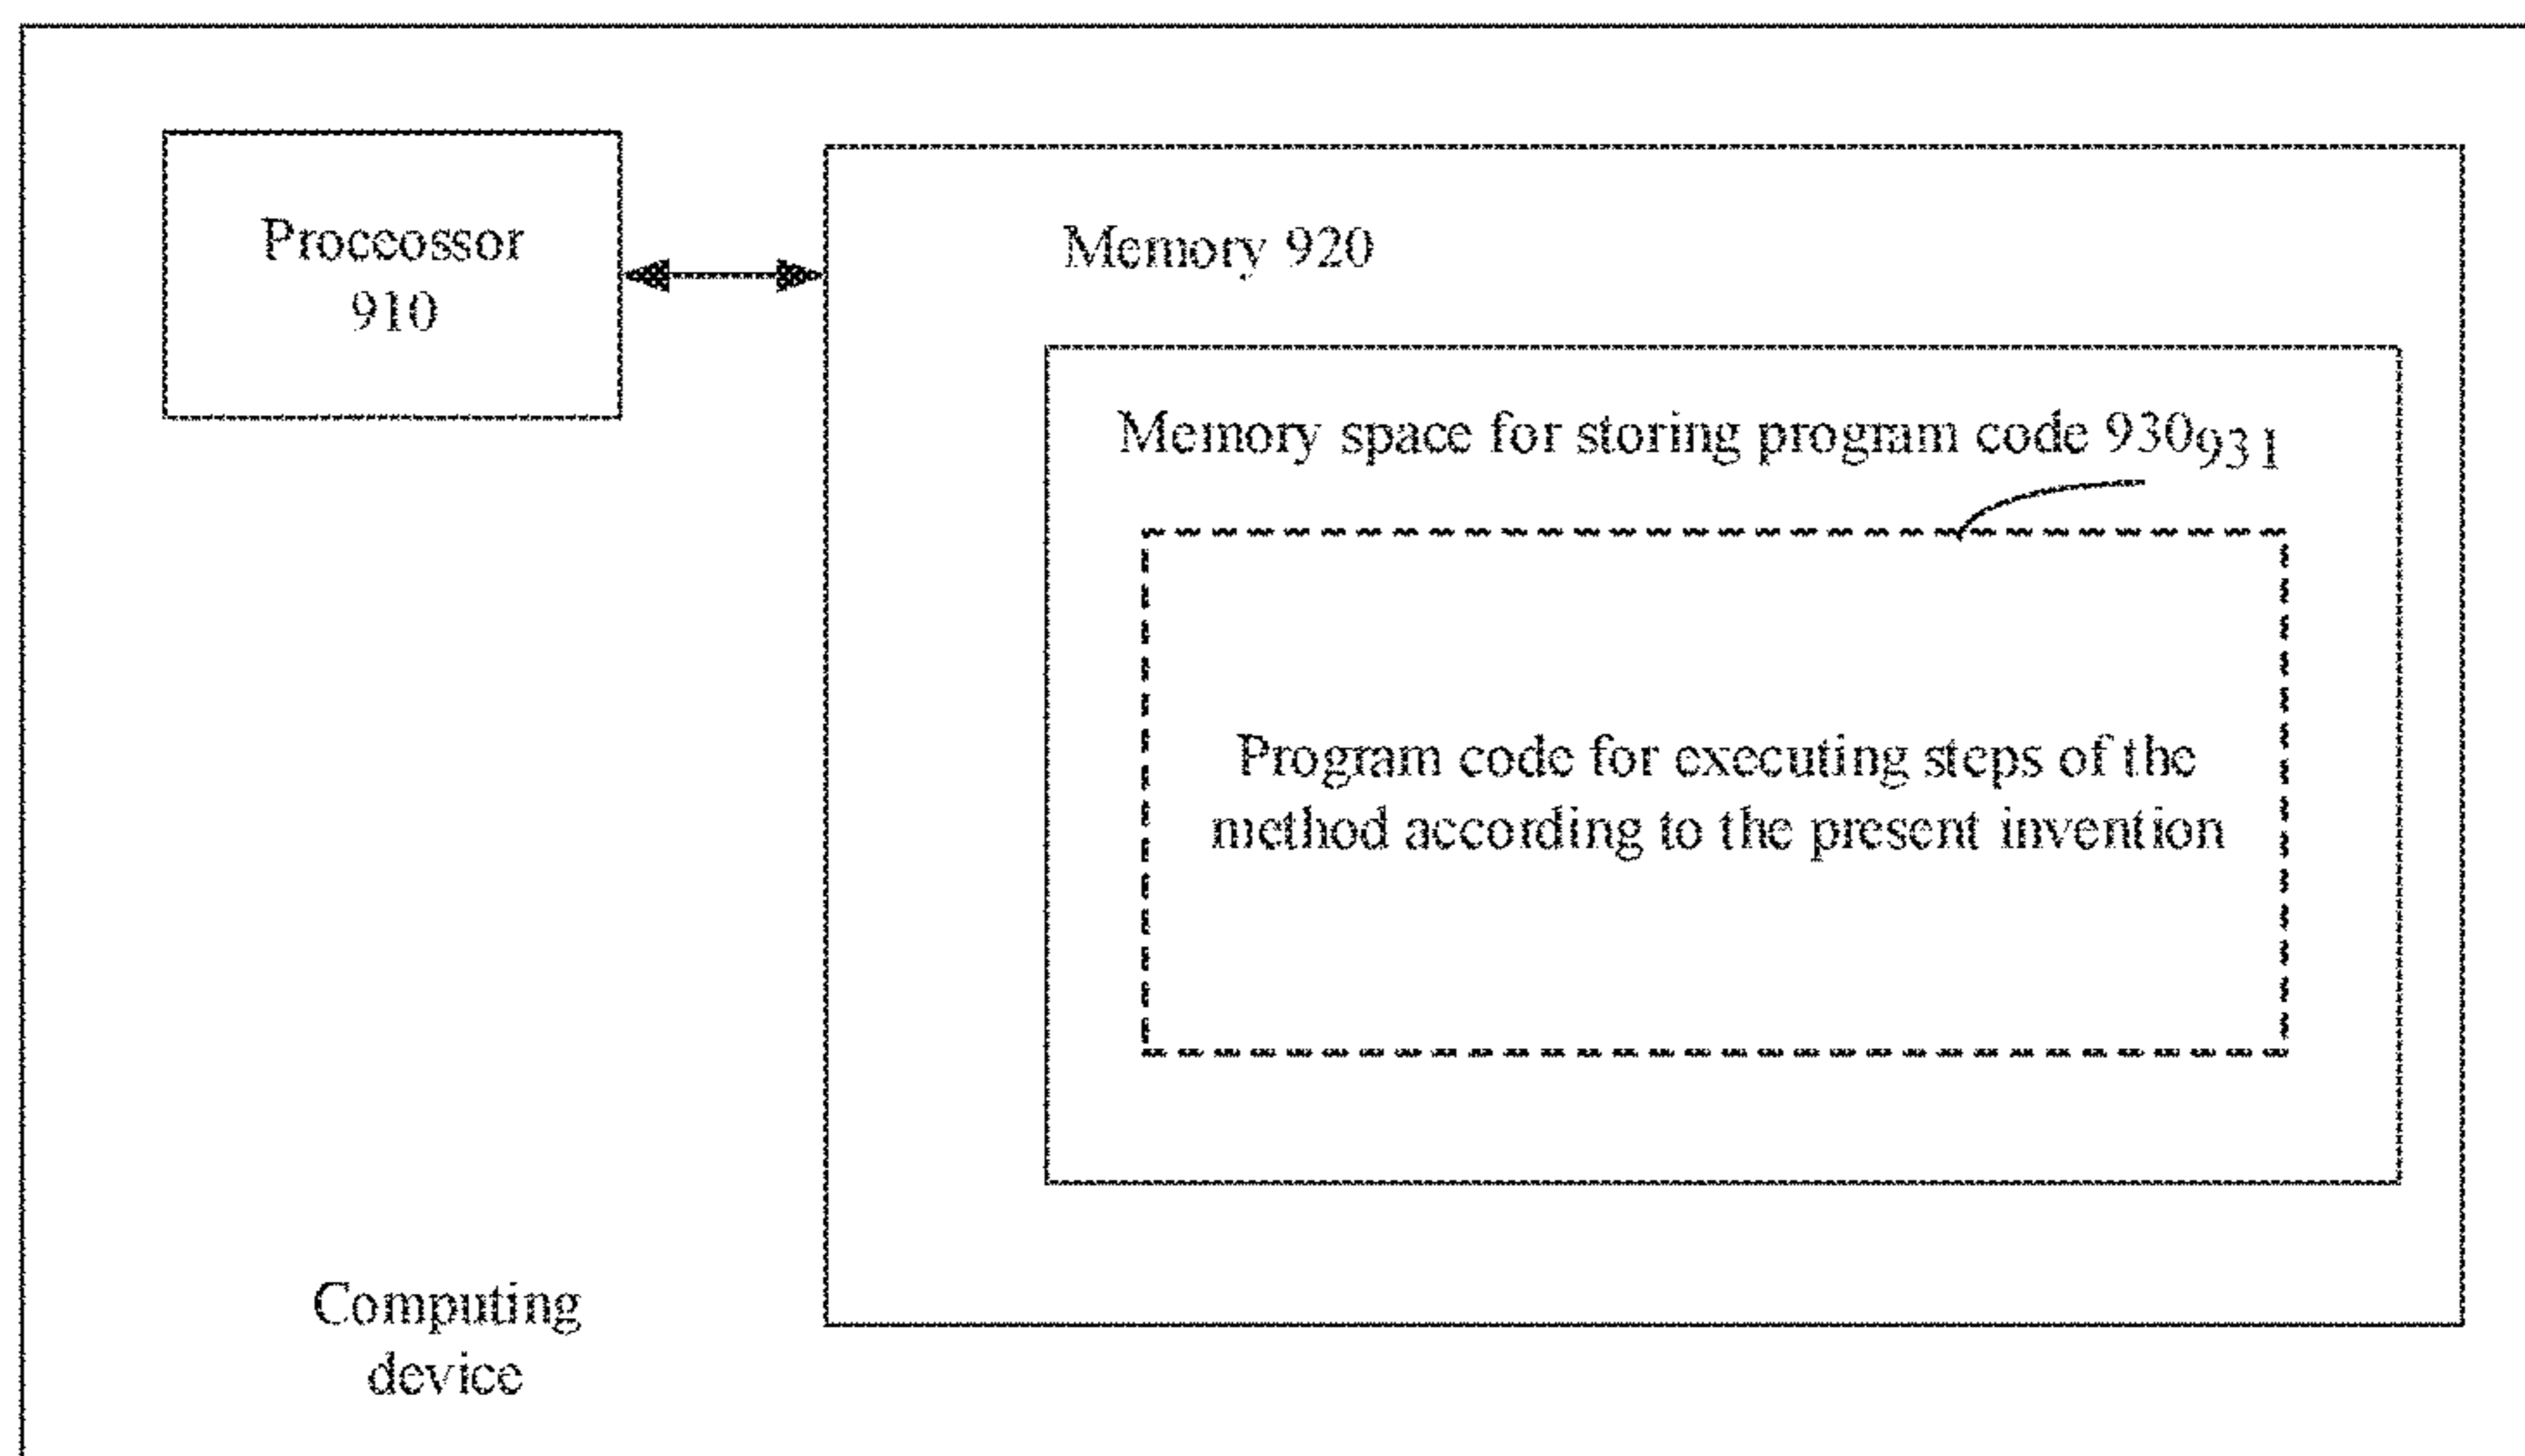 Proceossor
910
Memory 920
Memory space for storing program code 930
931
Program code for executing steps of the
method according to the present invention
Computing
device